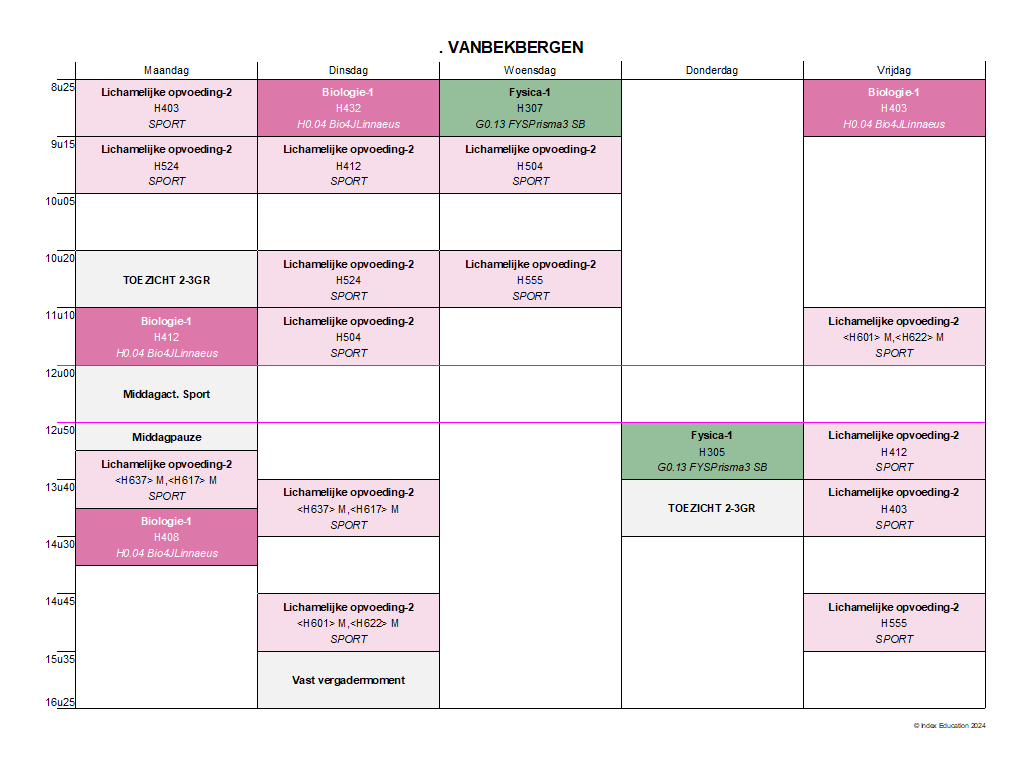 . VANBEKBERGEN
Maandag Dinsdag Woensdag Donderdag Vrijdag
8u25
Lichamelijke opvoeding-2 Biologie-1 Fysica-1 Biologie-1
H403 H432 H307 H403
SPORT H0.04 Bio4JLinnaeus G0.13 FYSPrisma3 SB H0.04 Bio4JLinnaeus
9u15
Lichamelijke opvoeding-2 Lichamelijke opvoeding-2 Lichamelijke opvoeding-2
H524 H412 H504
SPORT SPORT SPORT
10u05
10u20
Lichamelijke opvoeding-2 Lichamelijke opvoeding-2
TOEZICHT 2-3GR H524 H555
SPORT SPORT
11u10
Biologie-1 Lichamelijke opvoeding-2 Lichamelijke opvoeding-2
H412 H504 <H601> M,<H622> M
H0.04 Bio4JLinnaeus SPORT SPORT
12u00
Middagact. Sport
12u50
Middagpauze Fysica-1 Lichamelijke opvoeding-2
H305 H412
Lichamelijke opvoeding-2 G0.13 FYSPrisma3 SB SPORT
<H637> M,<H617> M
13u40
SPORT Lichamelijke opvoeding-2 Lichamelijke opvoeding-2
<H637> M,<H617> M TOEZICHT 2-3GR H403
Biologie-1 SPORT SPORT
H408
14u30
H0.04 Bio4JLinnaeus
14u45
Lichamelijke opvoeding-2 Lichamelijke opvoeding-2
<H601> M,<H622> M H555
SPORT SPORT
15u35
Vast vergadermoment
16u25
© Index Education 2024